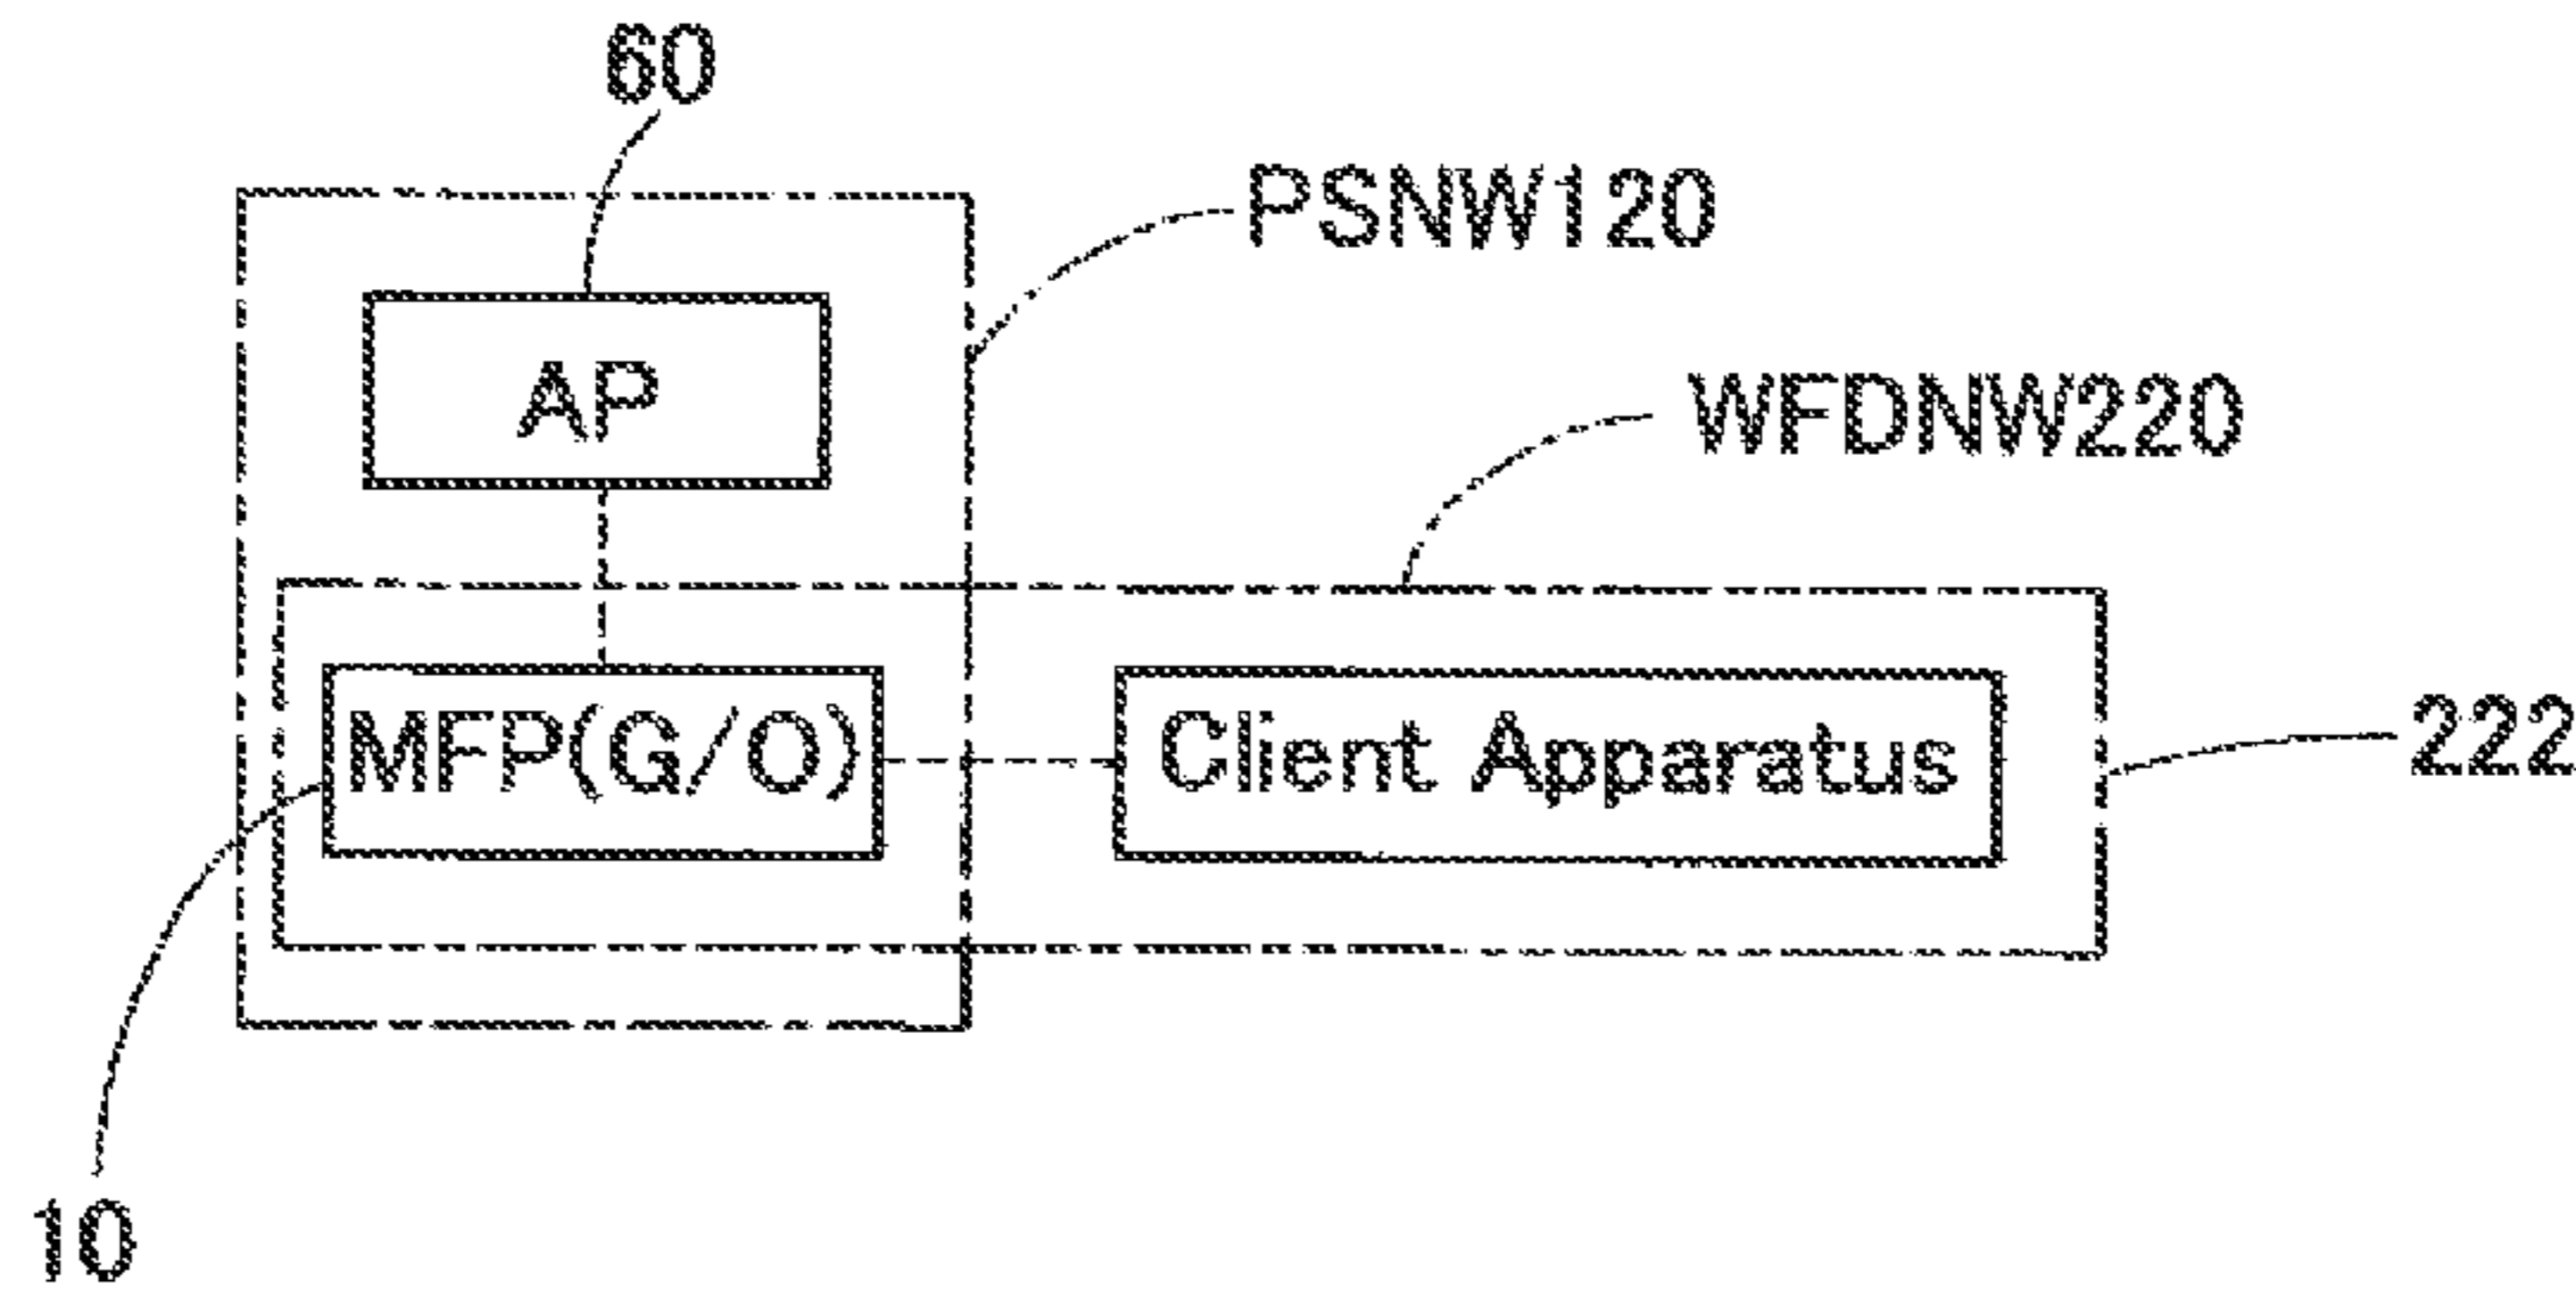 60
PSNW120
AP
WFDNW220
MFP(G/O)
Client Apparatus
222
10